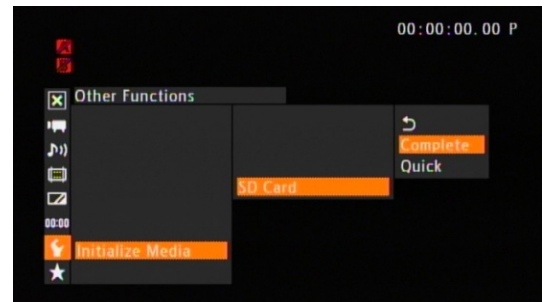 00:00:00.00 P
A
B
Other Functions
Complete
Quick
SD Card
00:00
Initialize Media